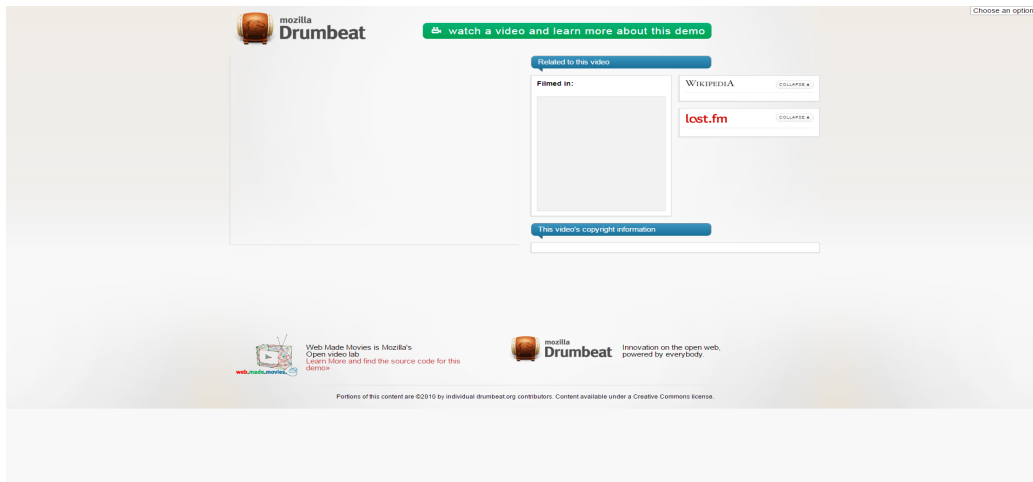 Choose an option
mozilla
Drumbeat
watch a video and learn more about this demo
Related to this video
Filmed in:
WIKIPEDIA
COLLAPSE ▲
lost.fm
COLLAPSE ▲
This video's copyright information
Web Made Movies is Mozilla's
Open video lab
Learn More and find the source code for this
demo»
web.made.movies.
mozilla
Drumbeat
Innovation on the open web,
powered by everybody.
Portions of this content are ©2010 by individual drumbeat.org contributors. Content available under a Creative Commons license.